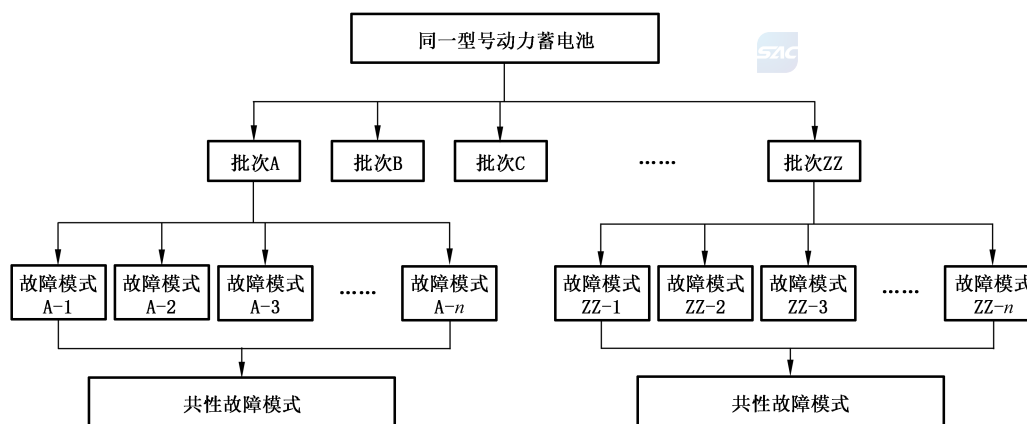 同一型号动力蓄电池
SAC
批次A
批次B
批次C
……
批次ZZ
故障模式
A-1
故障模式
A-2
故障模式
A-3
……
故障模式
A-n
故障模式
ZZ-1
故障模式
ZZ-2
故障模式
ZZ-3
……
故障模式
ZZ-n
共性故障模式
共性故障模式